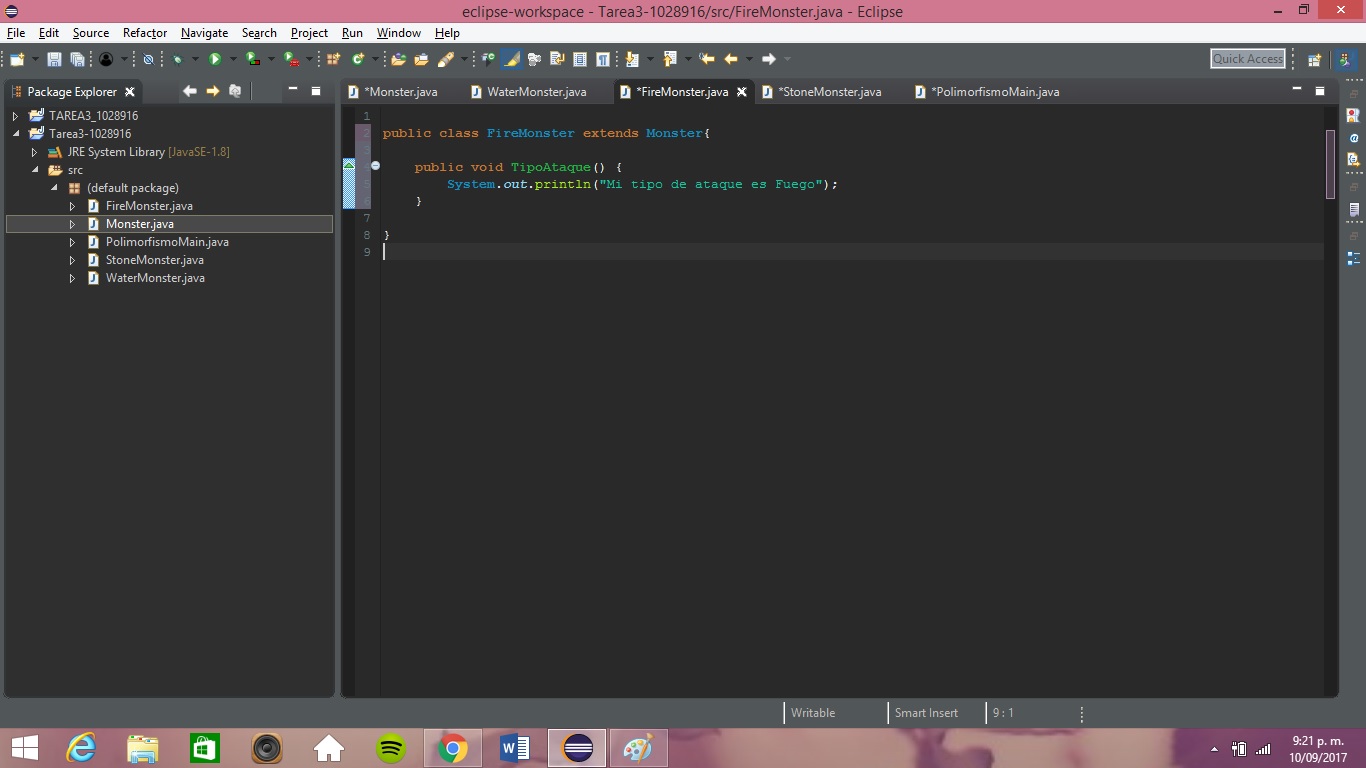 eclipse-workspace - Tarea3-1028916/src/FireMonster.java - Eclipse
File Edit Source Refactor Navigate Search Project Run Window Help
Quick Access
Package Explorer
*Monster.java WaterMonster.java *FireMonster.java *StoneMonster.java *PolimorfismoMain.java
TAREA3_1028916
Tarea3-1028916
JRE System Library [JavaSE-1.8]
src
(default package)
FireMonster.java
Monster.java
PolimorfismoMain.java
StoneMonster.java
WaterMonster.java
1
2 public class FireMonster extends Monster{
3
4 public void TipoAtaque() {
5 System.out.println("Mi tipo de ataque es Fuego");
6 }
7
8 }
9
Writable Smart Insert 9 : 1
9:21 p. m.
10/09/2017